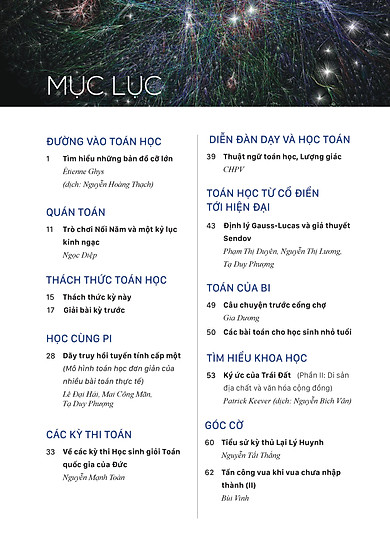 MỤC LỤC
ĐƯỜNG VÀO TOÁN HỌC
1 Tìm hiểu những bản đồ cỡ lớn
Étienne Ghys
(dịch: Nguyễn Hoàng Thạch)
QUÁN TOÁN
11 Trò chơi Nối Năm và một kỷ lục
kinh ngạc
Ngọc Diệp
THÁCH THỨC TOÁN HỌC
15 Thách thức kỳ này
17 Giải bài kỳ trước
HỌC CÙNG PI
28 Dãy truy hồi tuyến tính cấp một
(Mô hình toán học đơn giản của
nhiều bài toán thực tế)
Lê Đại Hải, Mai Công Mãn,
Tạ Duy Phượng
CÁC KỲ THI TOÁN
33 Về các kỳ thi Học sinh giỏi Toán
quốc gia của Đức
Nguyễn Mạnh Toàn
DIỄN ĐÀN DẠY VÀ HỌC TOÁN
39 Thuật ngữ toán học, Lượng giác
CHPV
TOÁN HỌC TỪ CỔ ĐIỂN
TỚI HIỆN ĐẠI
43 Định lý Gauss-Lucas và giả thuyết
Sendov
Phạm Thị Duyên, Nguyễn Thị Lương,
Tạ Duy Phượng
TOÁN CỦA BI
49 Câu chuyện trước cổng chợ
Gia Dương
50 Các bài toán cho học sinh nhỏ tuổi
TÌM HIỂU KHOA HỌC
53 Ký ức của Trái Đất (Phần II: Di sản
địa chất và văn hóa cộng đồng)
Patrick Keever (dịch: Nguyễn Bích Vân)
GÓC CỜ
60 Tiểu sử kỳ thủ Lại Lý Huynh
Nguyễn Tất Thắng
62 Tấn công vua khi vua chưa nhập
thành (II)
Bùi Vinh